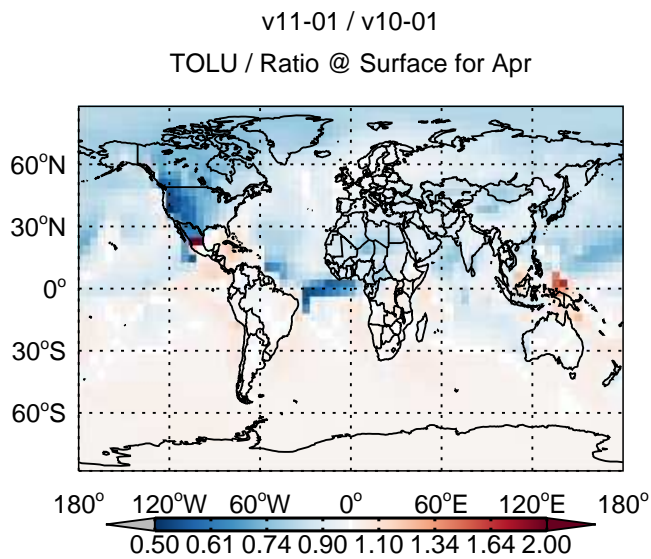 v11-01 / v10-01
TOLU / Ratio @ Surface for Apr
60°N
30°N
0°
30°S
60°S
180° 120°W 60°W 0° 60°E 120°E 180°
0.50 0.61 0.74 0.90 1.10 1.34 1.64 2.00